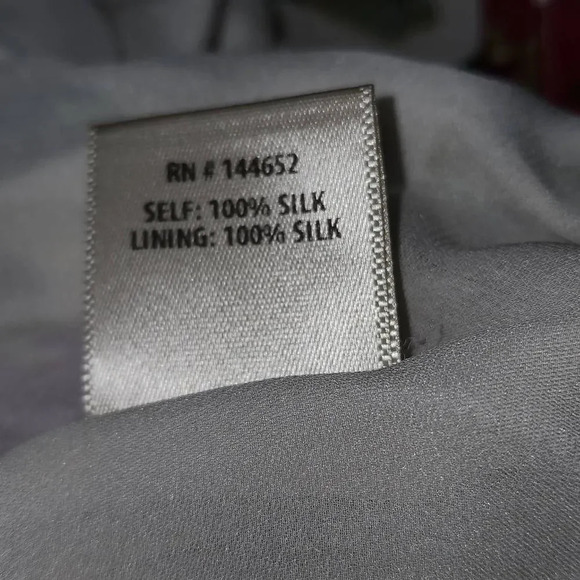 RN # 144652
SELF: 100% SILK
LINING: 100% SILK